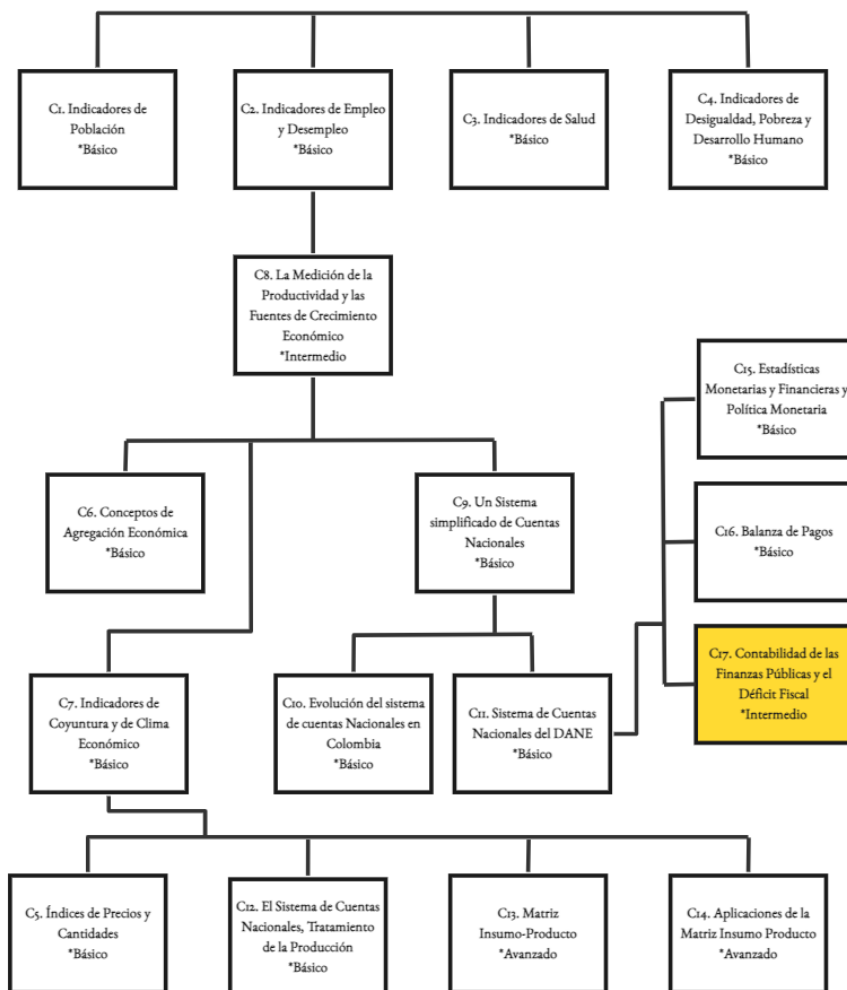 C1. Indicadores de
Población
*Básico
C2. Indicadores de Empleo
y Desempleo
*Básico
C3. Indicadores de Salud
*Básico
C4. Indicadores de
Desigualdad, Pobreza y
Desarrollo Humano
*Básico
C8. La Medición de la
Productividad y las
Fuentes de Crecimiento
Económico
*Intermedio
C15. Estadísticas
Monetarias y Financieras y
Política Monetaria
*Básico
C6. Conceptos de
Agregación Económica
*Básico
C9. Un Sistema
simplificado de Cuentas
Nacionales
*Básico
C16. Balanza de Pagos
*Básico
C17. Contabilidad de las
Finanzas Públicas y el
Déficit Fiscal
*Intermedio
C7. Indicadores de
Coyuntura y de Clima
Económico
*Básico
C10. Evolución del sistema
de cuentas Nacionales en
Colombia
*Básico
C11. Sistema de Cuentas
Nacionales del DANE
*Básico
C5. Índices de Precios y
Cantidades
*Básico
C12. El Sistema de Cuentas
Nacionales, Tratamiento
de la Producción
*Básico
C13. Matriz
Insumo-Producto
*Avanzado
C14. Aplicaciones de la
Matriz Insumo Producto
*Avanzado